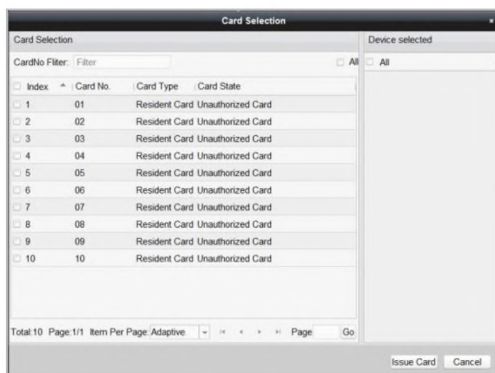 Card Selection
Card Selection
Device selected
CardNo Fliter: Filter
All
All
Index Card No. Card Type Card State
1 01 Resident Card Unauthorized Card
2 02 Resident Card Unauthorized Card
3 03 Resident Card Unauthorized Card
4 04 Resident Card Unauthorized Card
5 05 Resident Card Unauthorized Card
6 06 Resident Card Unauthorized Card
7 07 Resident Card Unauthorized Card
8 08 Resident Card Unauthorized Card
9 09 Resident Card Unauthorized Card
10 10 Resident Card Unauthorized Card
Total:10 Page:1/1 Item Per Page: Adaptive Page Go
Issue Card Cancel